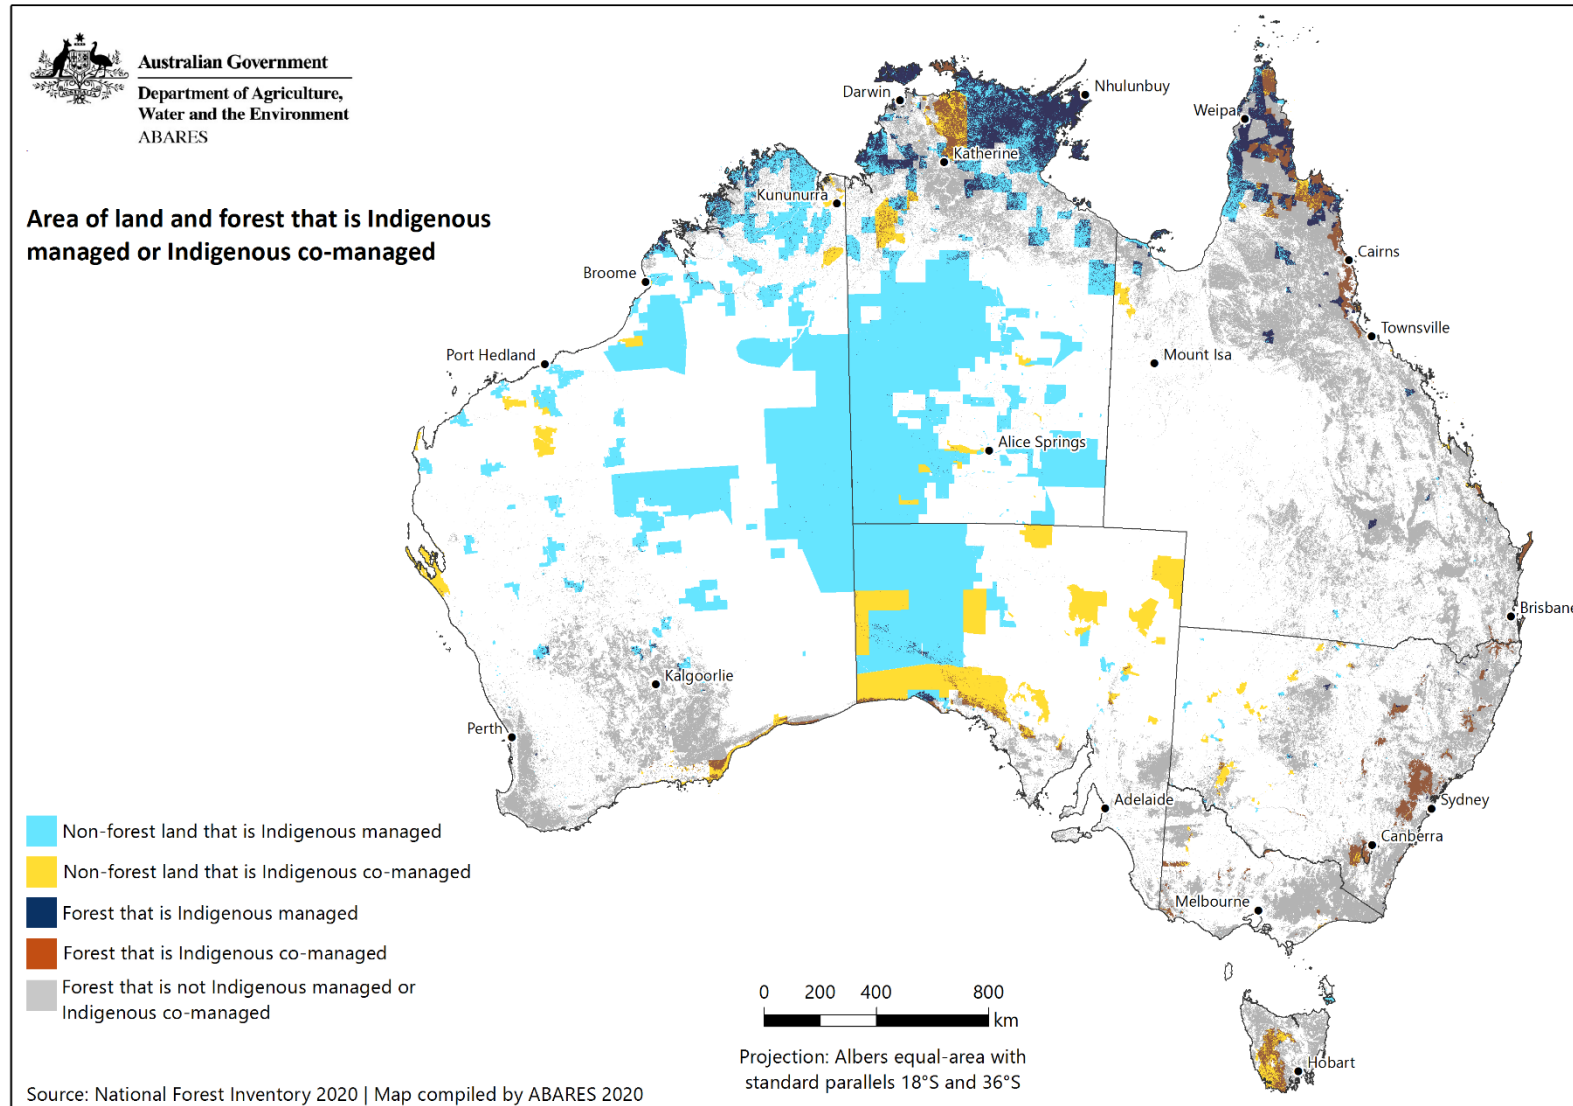 Australian Government
Department of Agriculture,
Water and the Environment
ABARES
Area of land and forest that is Indigenous
managed or Indigenous co-managed
Darwin
Nhulunbuy
Weipa
Katherine
Kununurra
Broome
Cairns
Port Hedland
Townsville
Mount Isa
Alice Springs
Brisbane
Kalgoorlie
Perth
Adelaide
Sydney
Canberra
Melbourne
Hobart
Non-forest land that is Indigenous managed
Non-forest land that is Indigenous co-managed
Forest that is Indigenous managed
Forest that is Indigenous co-managed
Forest that is not Indigenous managed or
Indigenous co-managed
0 200 400 800
km
Projection: Albers equal-area with
standard parallels 18°S and 36°S
Source: National Forest Inventory 2020 | Map compiled by ABARES 2020